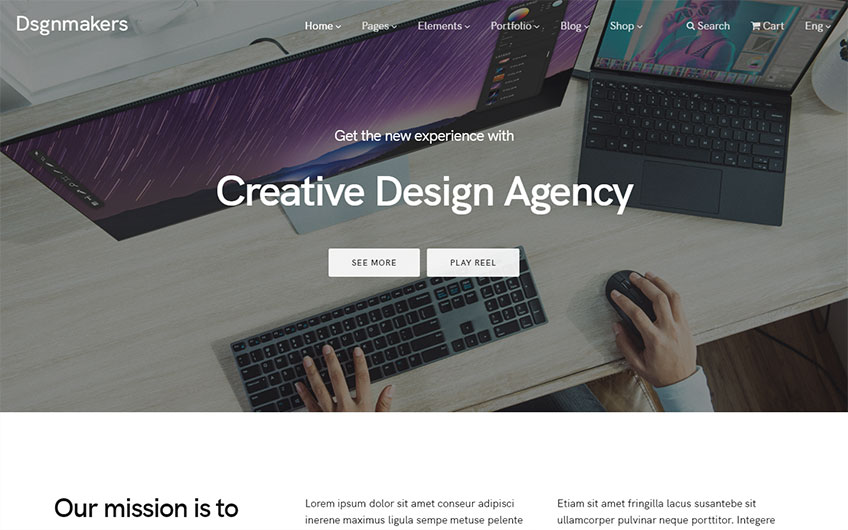 Dsgnmakers
Home Pages Elements Portfolio Blog Shop Search Cart Eng
Get the new experience with
Creative Design Agency
SEE MORE PLAY REEL
Our mission is to
Lorem ipsum dolor sit amet conseur adipisci
inerene maximus ligula sempe metuse pelente
Etiam sit amet fringilla lacus susantebe sit
ullamcorper pulvinar neque porttitor. Integere